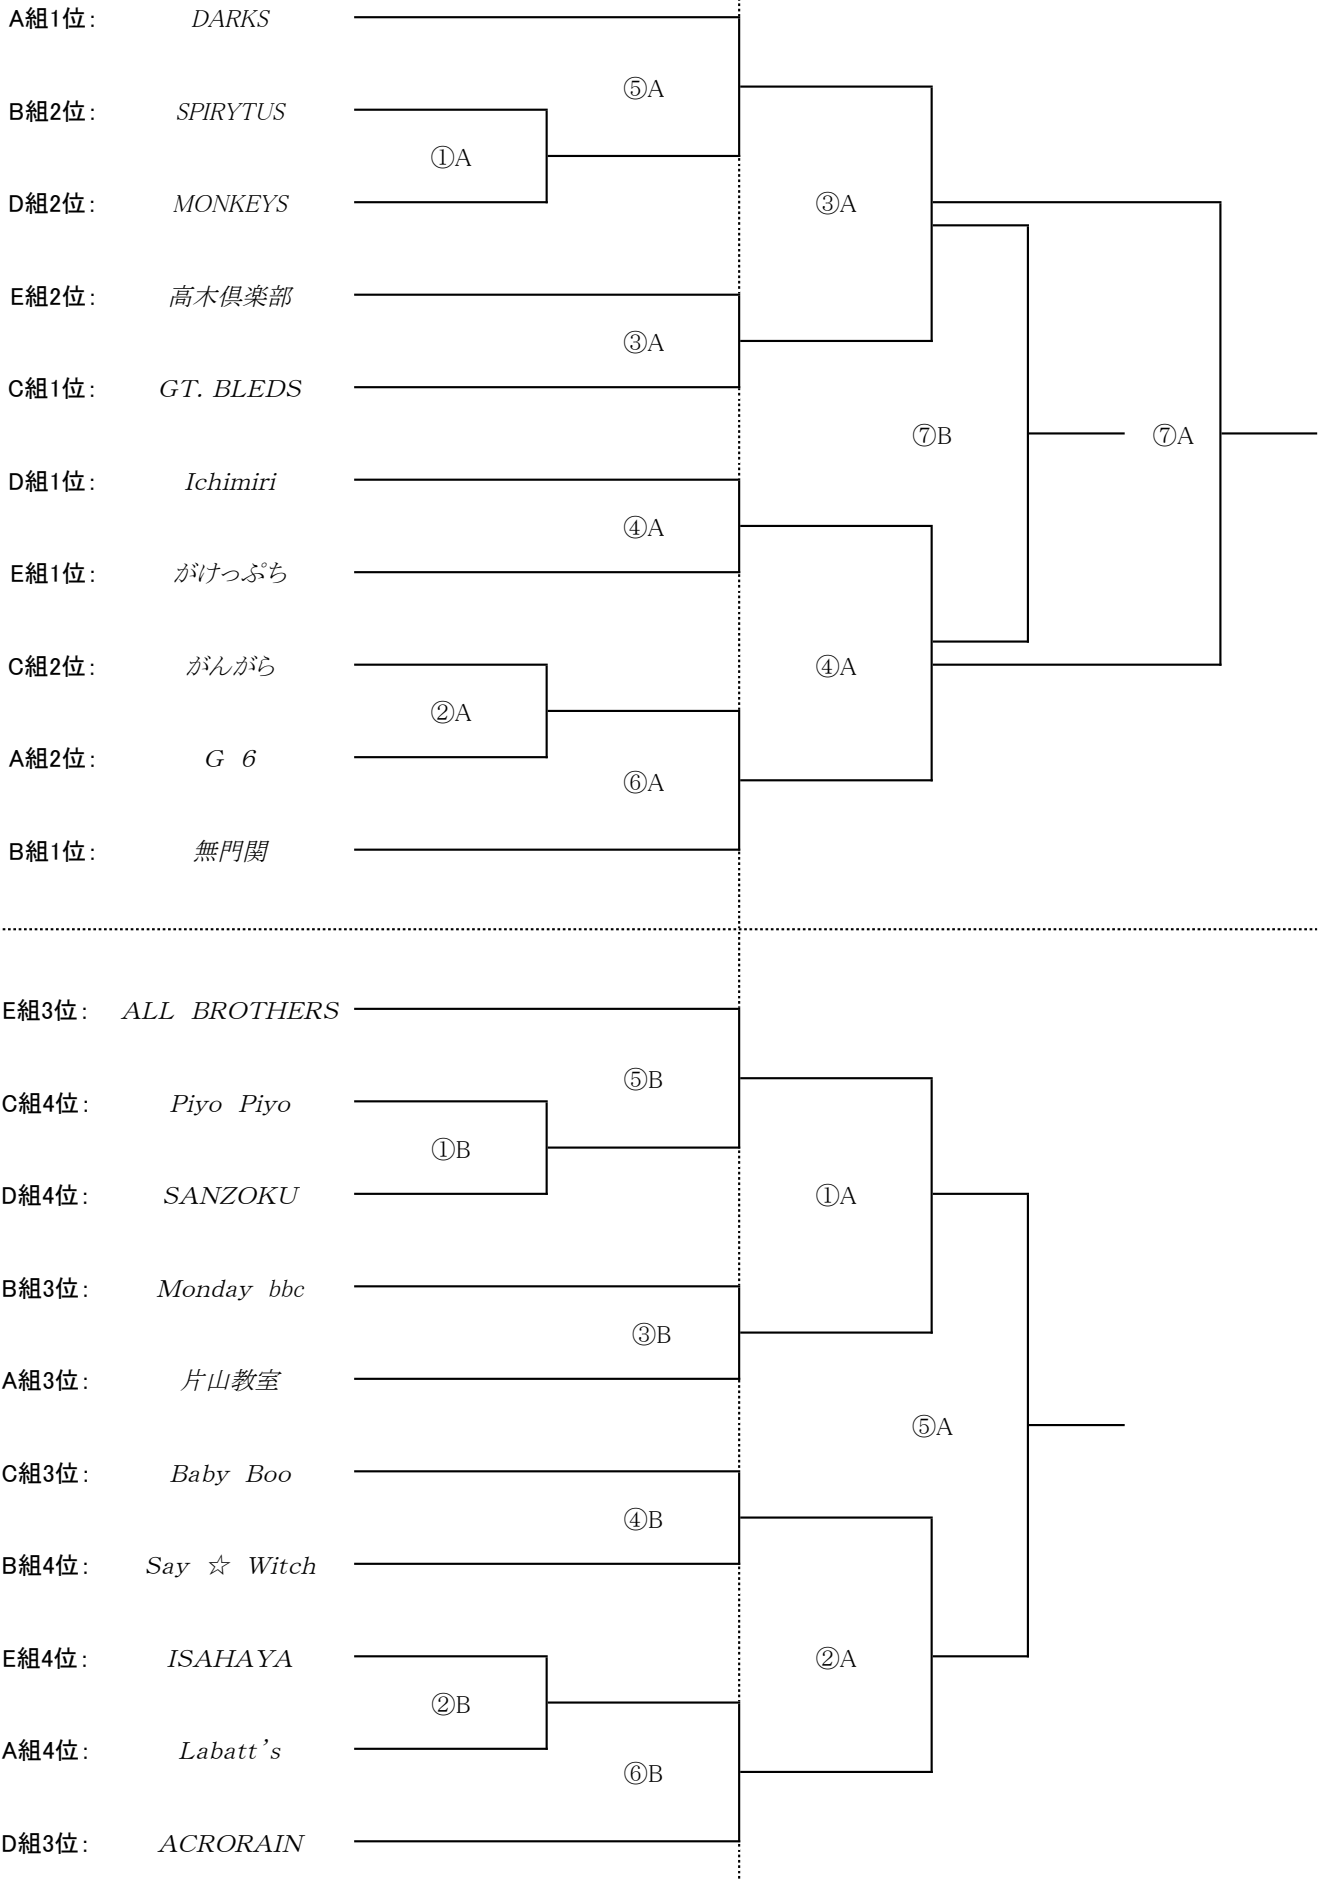 A組1位: DARKS
⑤A
B組2位: SPIRYTUS
①A
D組2位: MONKEYS
③A
E組2位: 高木倶楽部
③A
C組1位: GT. BLEDS
⑦B
⑦A
D組1位: Ichimiri
④A
E組1位: がけっぷち
C組2位: がんがら
④A
②A
A組2位: G 6
⑥A
B組1位: 無門関
E組3位: ALL BROTHERS
⑤B
C組4位: Piyo Piyo
①B
D組4位: SANZOKU
①A
B組3位: Monday bbc
③B
A組3位: 片山教室
⑤A
C組3位: Baby Boo
④B
B組4位: Say ☆ Witch
E組4位: ISAHAYA
②A
②B
A組4位: Labatt's
⑥B
D組3位: ACRORAIN